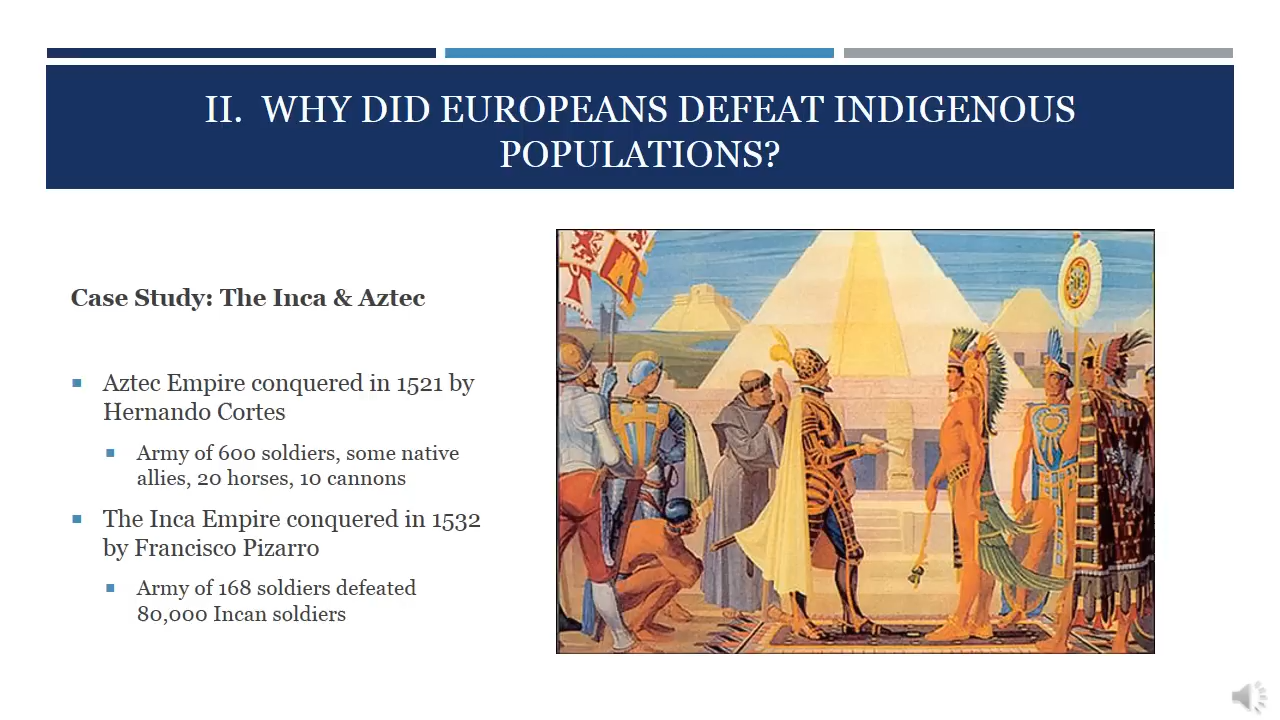 II. WHY DID EUROPEANS DEFEAT INDIGENOUS
POPULATIONS?
Case Study: The Inca & Aztec
Aztec Empire conquered in 1521 by
Hernando Cortes
Army of 600 soldiers, some native
allies, 20 horses, 10 cannons
The Inca Empire conquered in 1532
by Francisco Pizarro
Army of 168 soldiers defeated
80,000 Incan soldiers